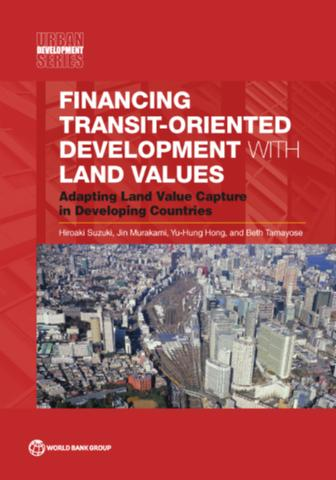 URBAN
DEVELOPMENT
SERIES
FINANCING
TRANSIT-ORIENTED
DEVELOPMENT WITH
LAND VALUES
Adapting Land Value Capture
in Developing Countries
Hiroaki Suzuki, Jin Murakami, Yu-Hung Hong, and Beth Tamayose
WORLD BANK GROUP